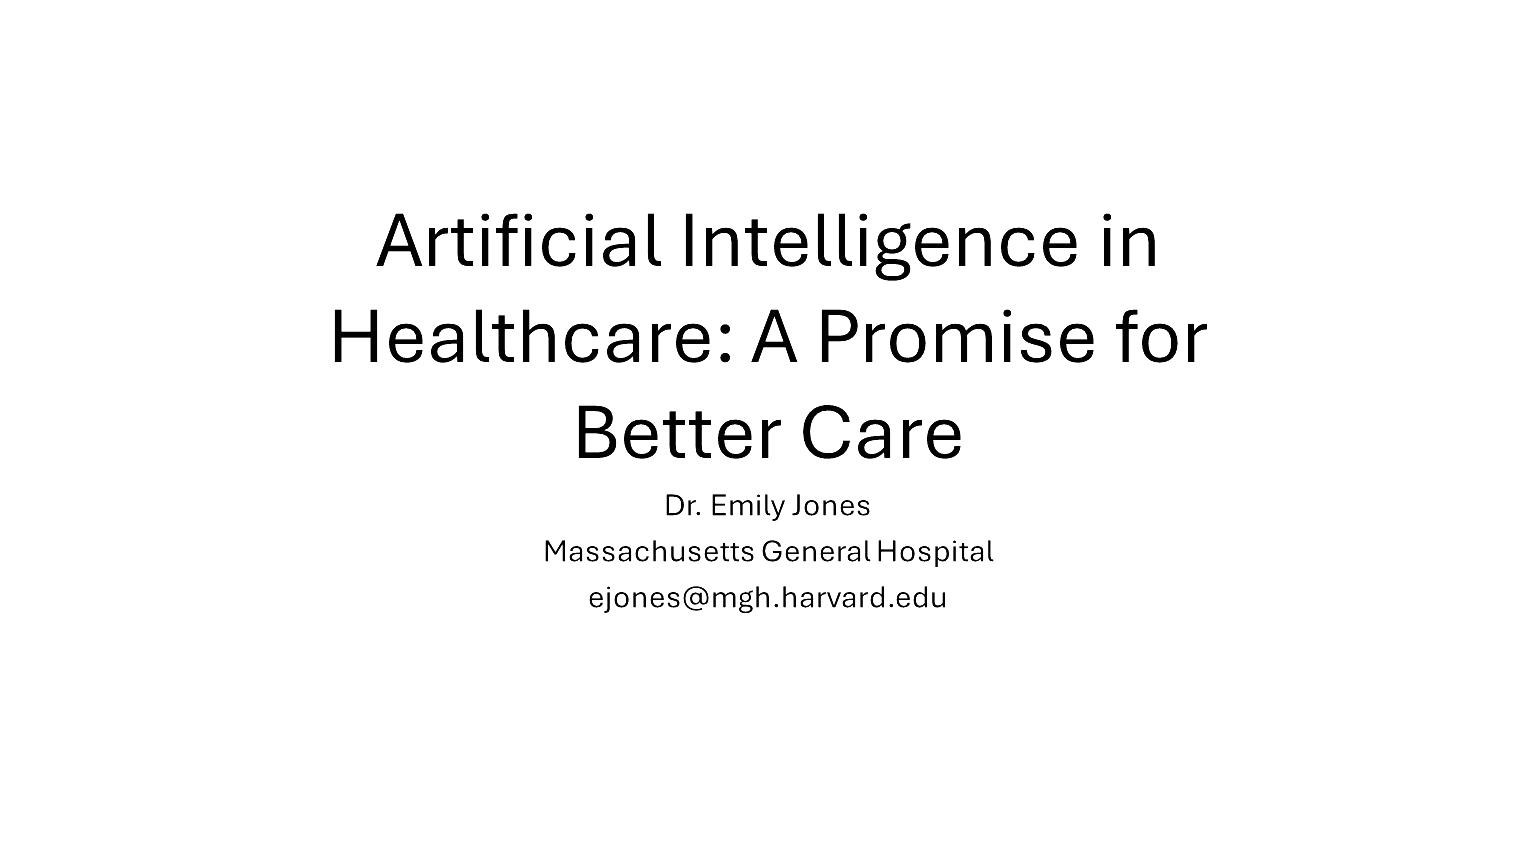 Artificial Intelligence in
Healthcare: A Promise for
Better Care
Dr. Emily Jones
Massachusetts General Hospital
ejones@mgh.harvard.edu